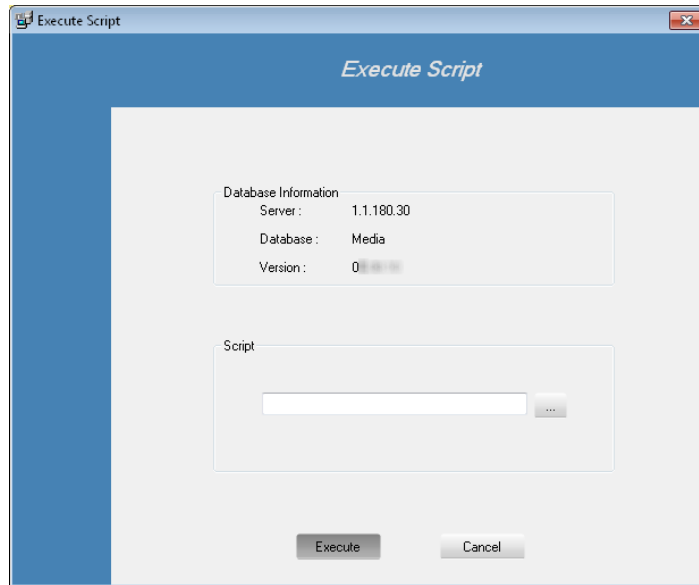 Execute Script
Execute Script
Database Information
Server : 1.1.180.30
Database : Media
Version :
Script
...
Execute Cancel